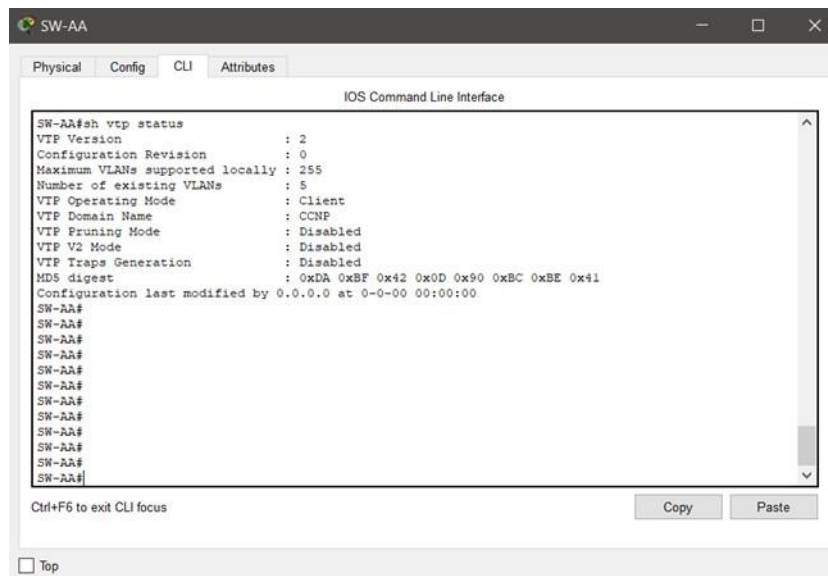 SW-AA
Physical Config CLI Attributes
IOS Command Line Interface
SW-AA#sh vtp status
VTP Version : 2
Configuration Revision : 0
Maximum VLANs supported locally : 255
Number of existing VLANs : 5
VTP Operating Mode : Client
VTP Domain Name : CCNP
VTP Pruning Mode : Disabled
VTP V2 Mode : Disabled
VTP Traps Generation : Disabled
MD5 digest : 0xDA 0xBF 0x42 0x0D 0x90 0xBC 0xBE 0x41
Configuration last modified by 0.0.0.0 at 0-0-00 00:00:00
SW-AA#
SW-AA#
SW-AA#
SW-AA#
SW-AA#
SW-AA#
SW-AA#
SW-AA#
SW-AA#
SW-AA#
SW-AA#
SW-AA#
Ctrl+F6 to exit CLI focus Copy Paste
Top